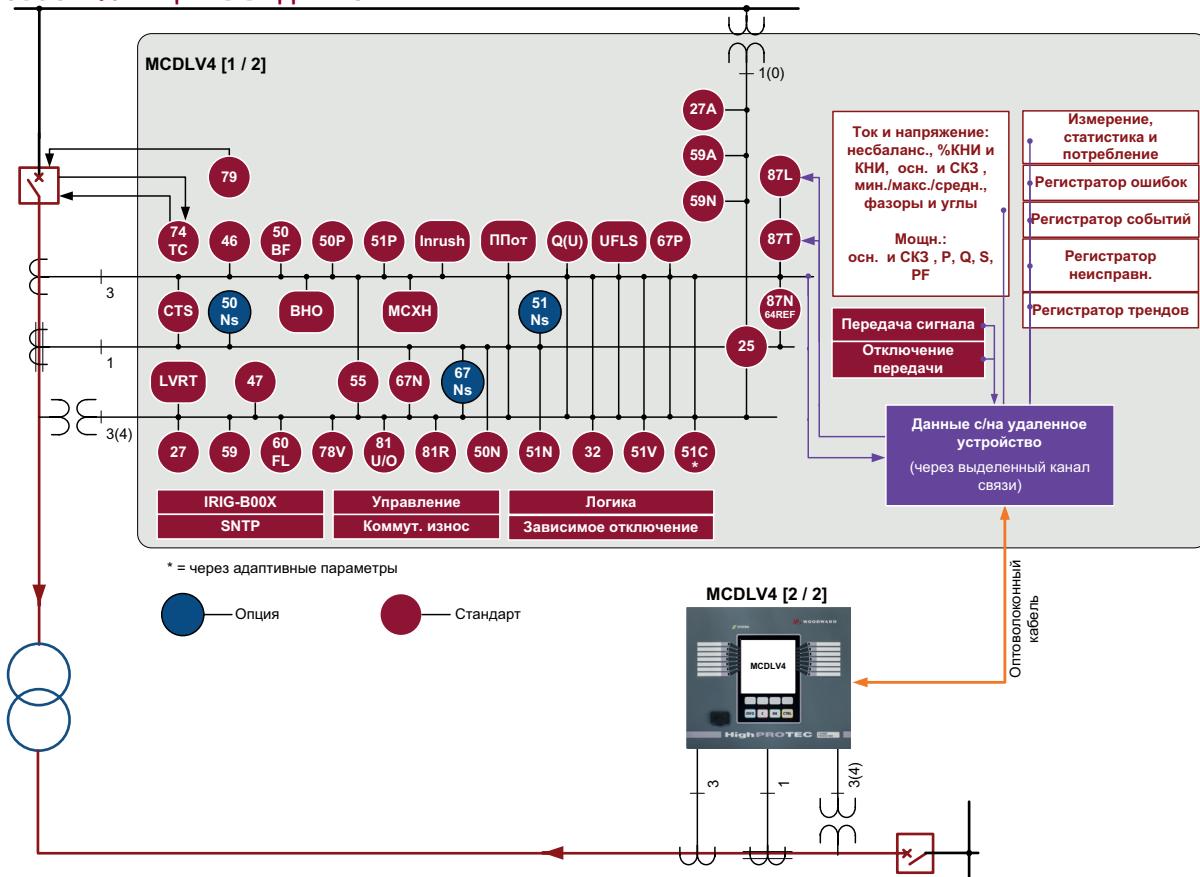 MCDLV4 [1 / 2]
1(0)
27A
59A
59N
87L
87T
87N
64REF
25
79
74
TC
46
50
BF
50P
51P
Inrush
ППот
Q(U)
UFLS
67P
3
CTS
50
Ns
ВНО
МСХН
51
Ns
1
LVRT
47
55
67N
67
Ns
3(4)
27
59
60
FL
78V
81
U/O
81R
50N
51N
32
51V
51C
*
IRIG-B00X
SNTP
Управление
Коммут. износ
Логика
Зависимое отключение
Ток и напряжение:
несбаланс., %КНИ и
КНИ, осн. и СКЗ ,
мин./макс./средн.,
фазоры и углы
Мощн.:
осн. и СКЗ , P, Q, S,
PF
Измерение,
статистика и
потребление
Регистратор ошибок
Регистратор событий
Регистратор
неисправн.
Регистратор трендов
Передача сигнала
Отключение
передачи
Данные с/на удаленное
устройство
(через выделенный канал
связи)
* = через адаптивные параметры
Опция
Стандарт
MCDLV4 [2 / 2]
Оптоволоконный
кабель
WOODWARD
MCDLV4
HighPROTEC
3
1
3(4)